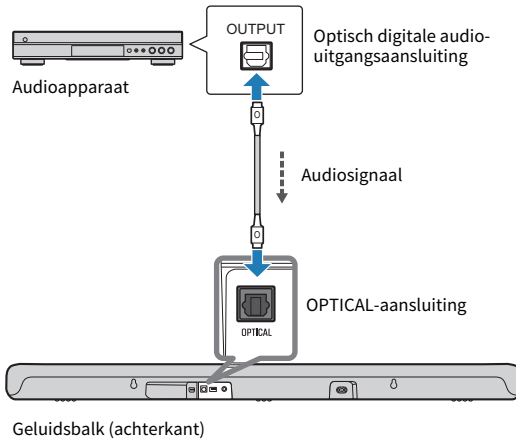 OUTPUT
Optisch digitale audio-
uitgangsaansluiting
Audioapparaat
Audiosignaal
OPTICAL-aansluiting
OPTICAL
Geluidsbalk (achterkant)